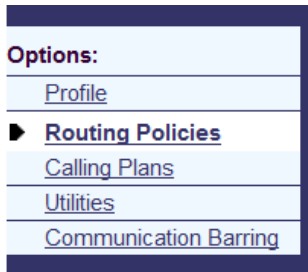 Options:
Profile
Routing Policies
Calling Plans
Utilities
Communication Barring